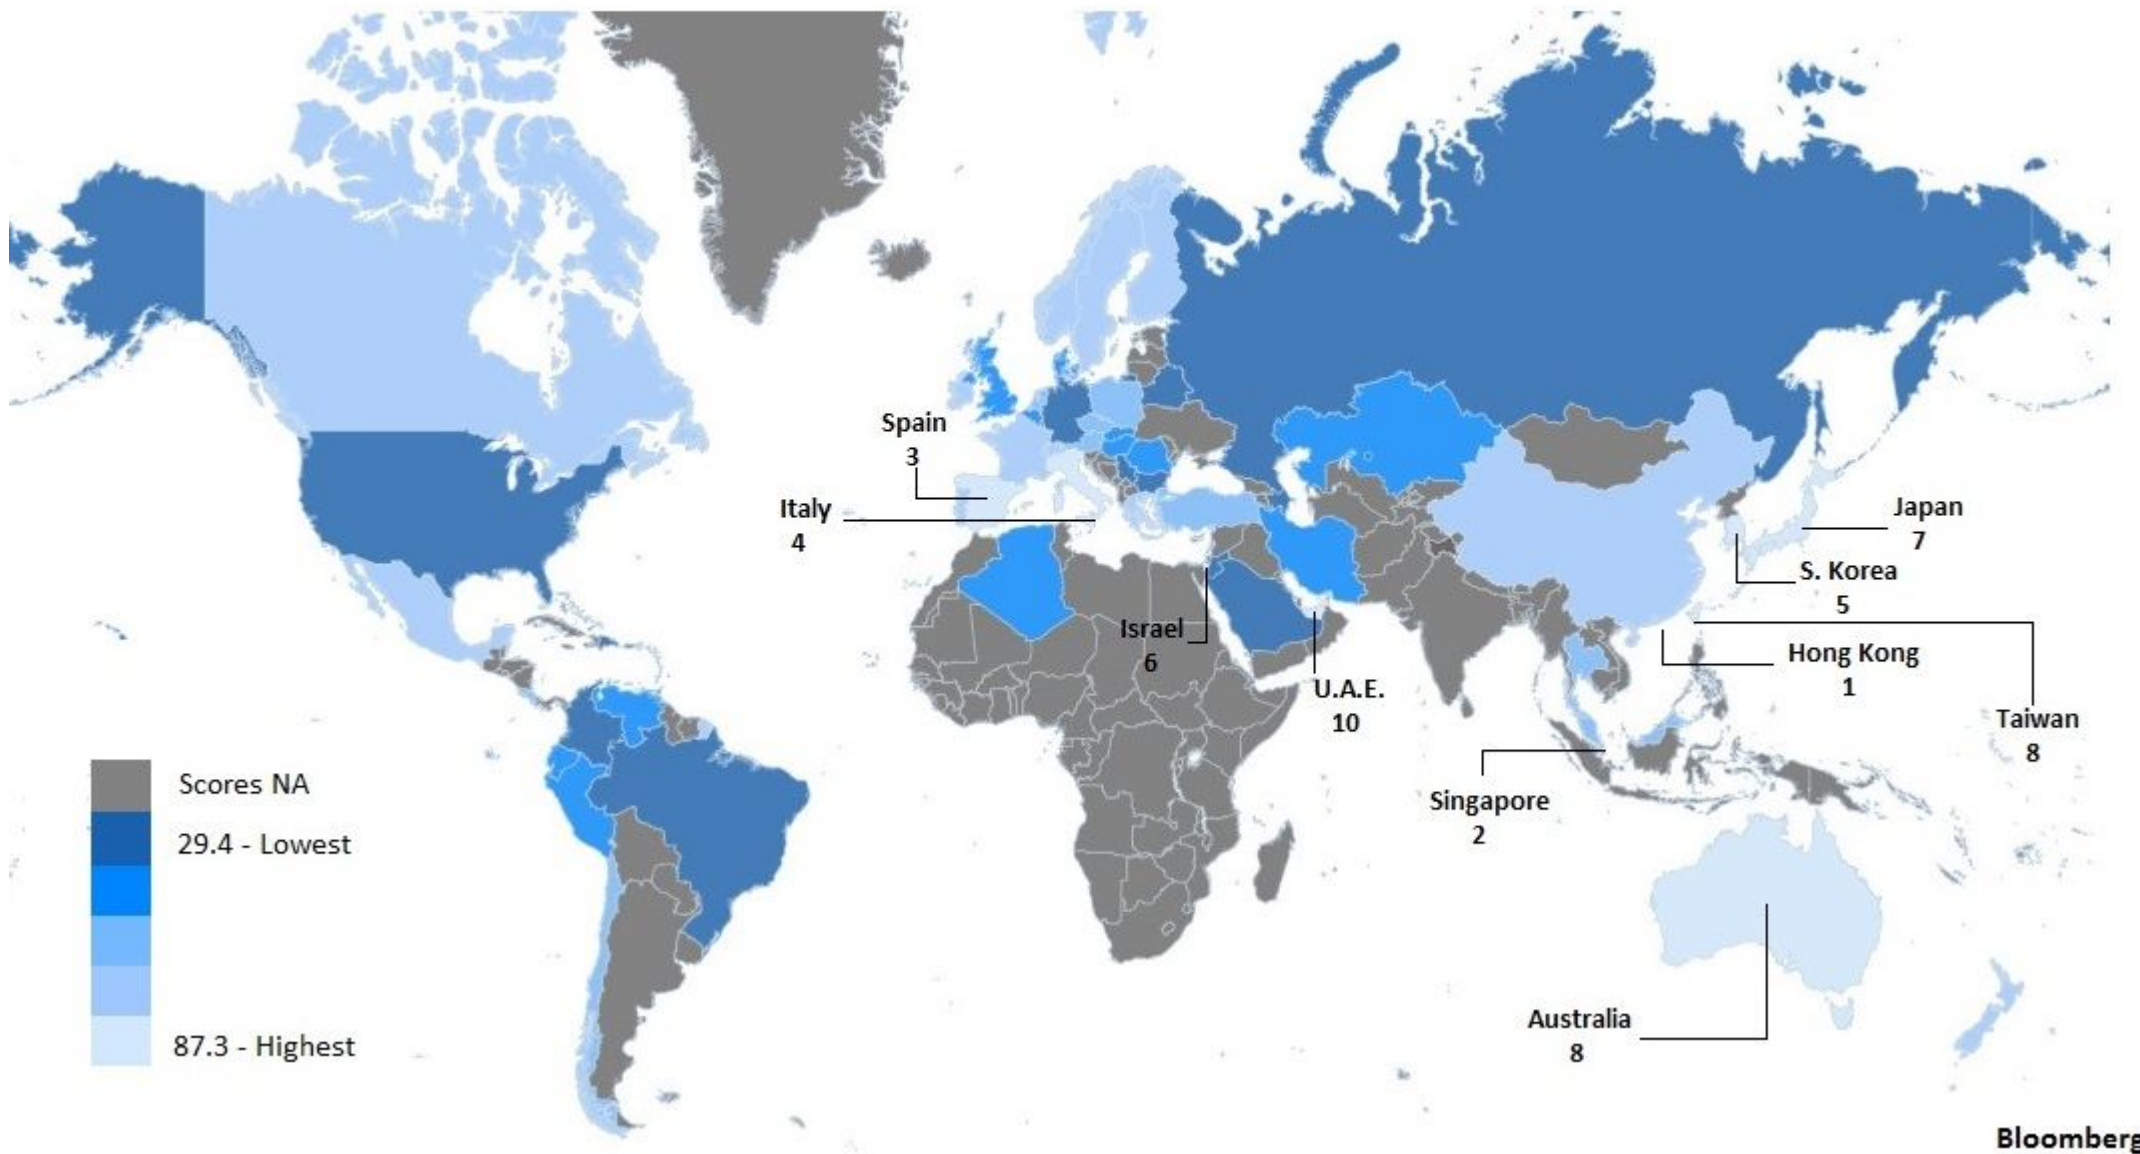 Spain
3
Italy
4
Japan
7
S. Korea
5
Israel
6
Hong Kong
1
U.A.E.
10
Taiwan
8
Singapore
2
Scores NA
29.4 - Lowest
Australia
8
87.3 - Highest
Bloomberg